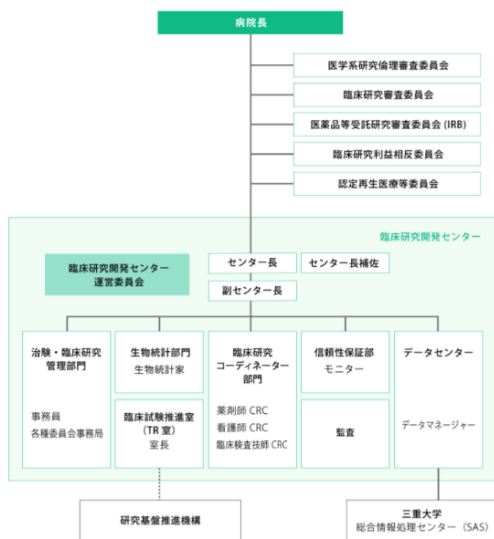 病院長
医学系研究倫理審査委員会
臨床研究審査委員会
医薬品等受託研究審査委員会 (IRB)
臨床研究利益相反委員会
認定再生医療等委員会
臨床研究開発センター
臨床研究開発センター
運営委員会
センター長
センター長補佐
副センター長
治験・臨床研究
管理部門
事務員
各種委員会事務局
生物統計部門
生物統計家
臨床試験推進室
（TR 室）
室長
臨床研究
コーディネーター
部門
薬剤師 CRC
看護師 CRC
臨床検査技師 CRC
信頼性保証部
モニター
監査
データセンター
データマネージャー
研究基盤推進機構
三重大学
総合情報処理センター（SAS）